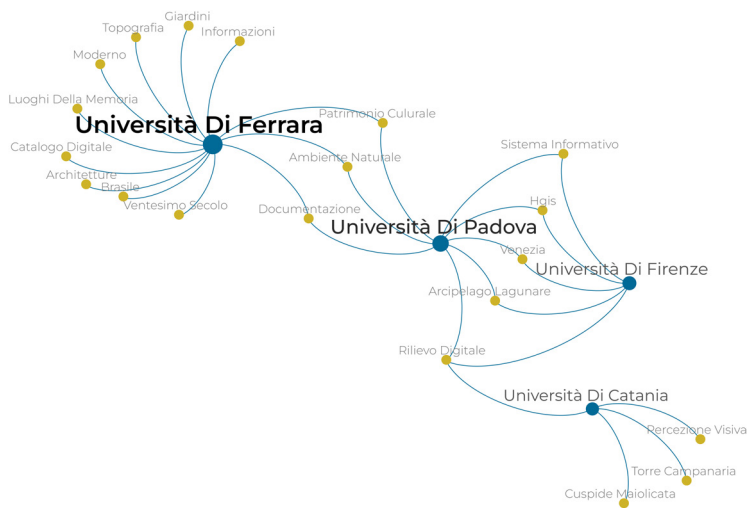 Giardini
Topografia
Informazioni
Moderno
Luoghi Della Memoria
Patrimonio Culurale
Università Di Ferrara
Sistema Informativo
Catalogo Digitale
Ambiente Naturale
Architetture
Brasile
Hgis
Ventesimo Secolo
Documentazione
Università Di Padova
Venezia
Università Di Firenze
Arcipelago Lagunare
Rilievo Digitale
Università Di Catania
Percezione Visiva
Torre Campanaria
Cuspide Maiolicata